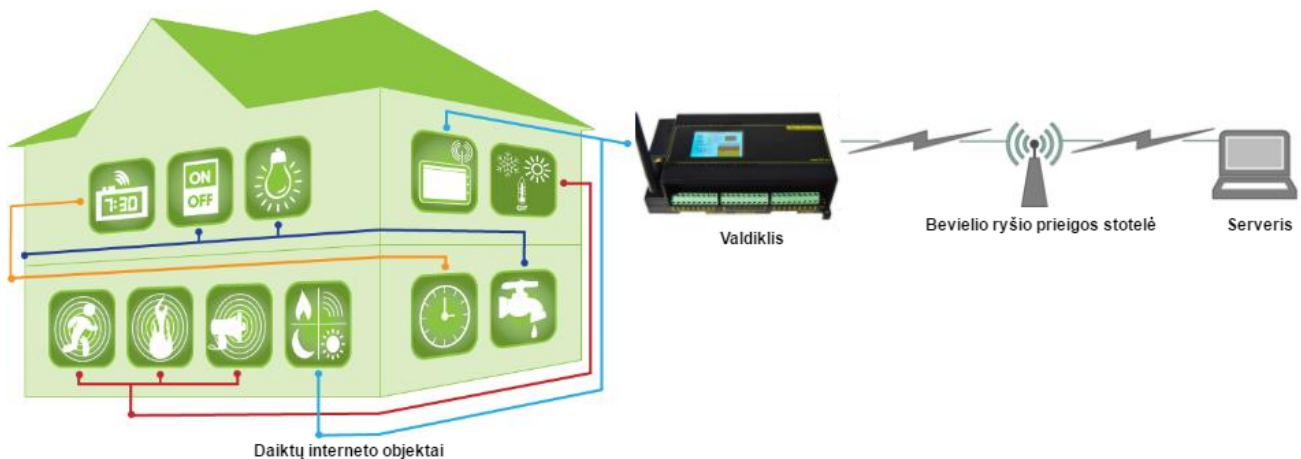 7:30
ON
OFF
Valdiklis
Bevielio ryšio prieigos stotelė
Serveris
Daiktų interneto objektai